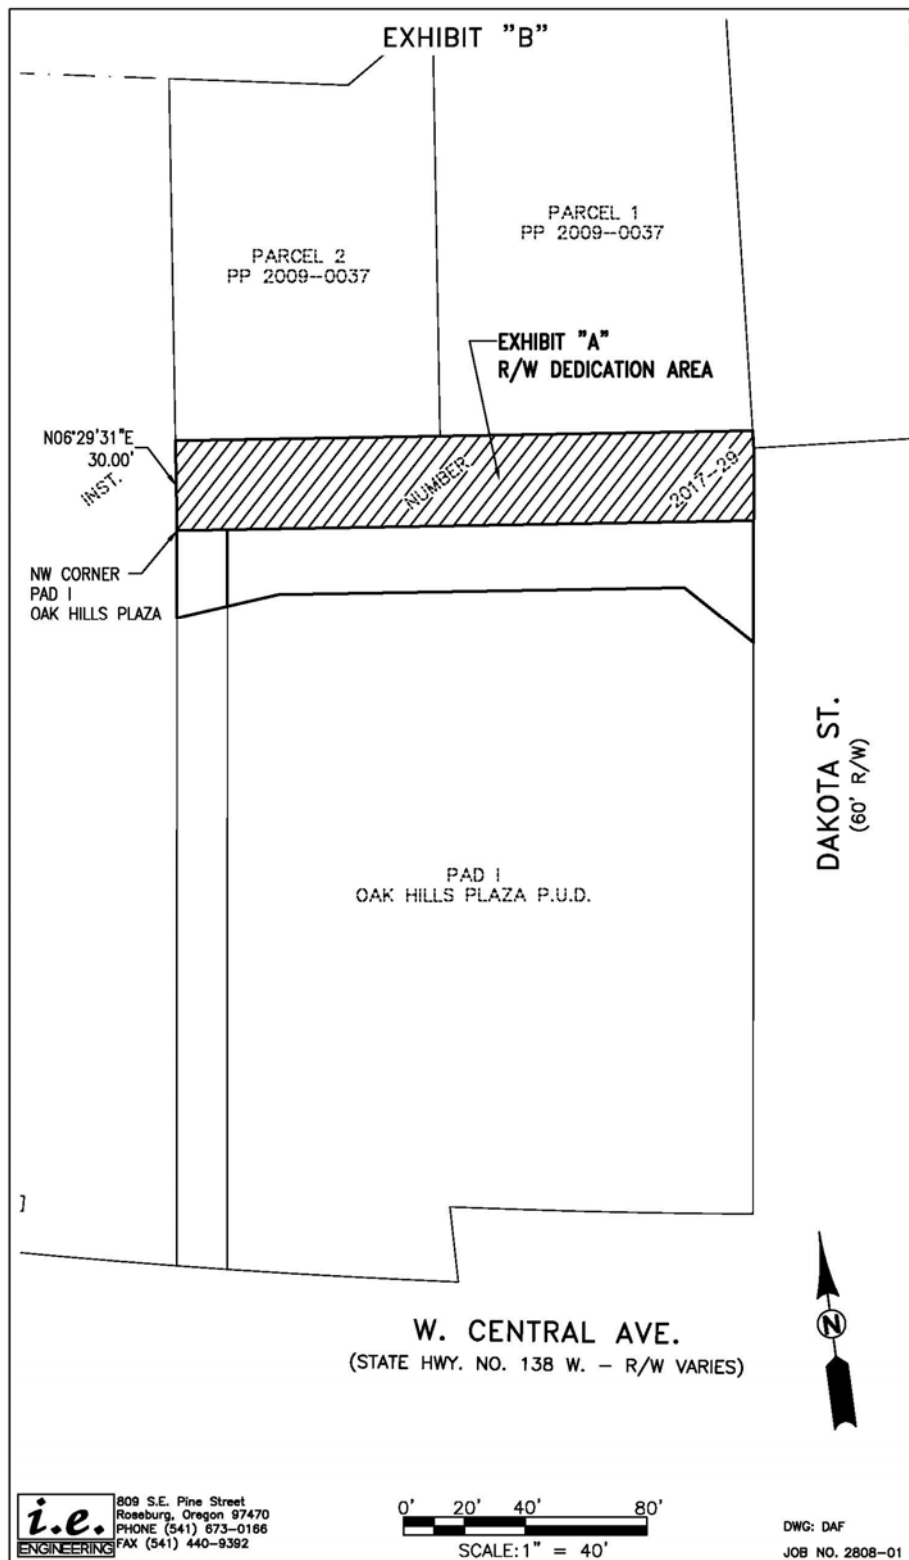 EXHIBIT "B"
PARCEL 1
PP 2009-0037
PARCEL 2
PP 2009-0037
EXHIBIT "A"
R/W DEDICATION AREA
N06°29'31"E
30.00'
INST.
NUMBER
2017-29
NW CORNER
PAD I
OAK HILLS PLAZA
DAKOTA ST.
(60' R/W)
PAD I
OAK HILLS PLAZA P.U.D.
W. CENTRAL AVE.
(STATE HWY. NO. 138 W. - R/W VARIES)
N
i.e.
ENGINEERING
809 S.E. Pine Street
Roseburg, Oregon 97470
PHONE (541) 673-0166
FAX (541) 440-9392
0' 20' 40' 80'
SCALE: 1" = 40'
DWG: DAF
JOB NO. 2808-01